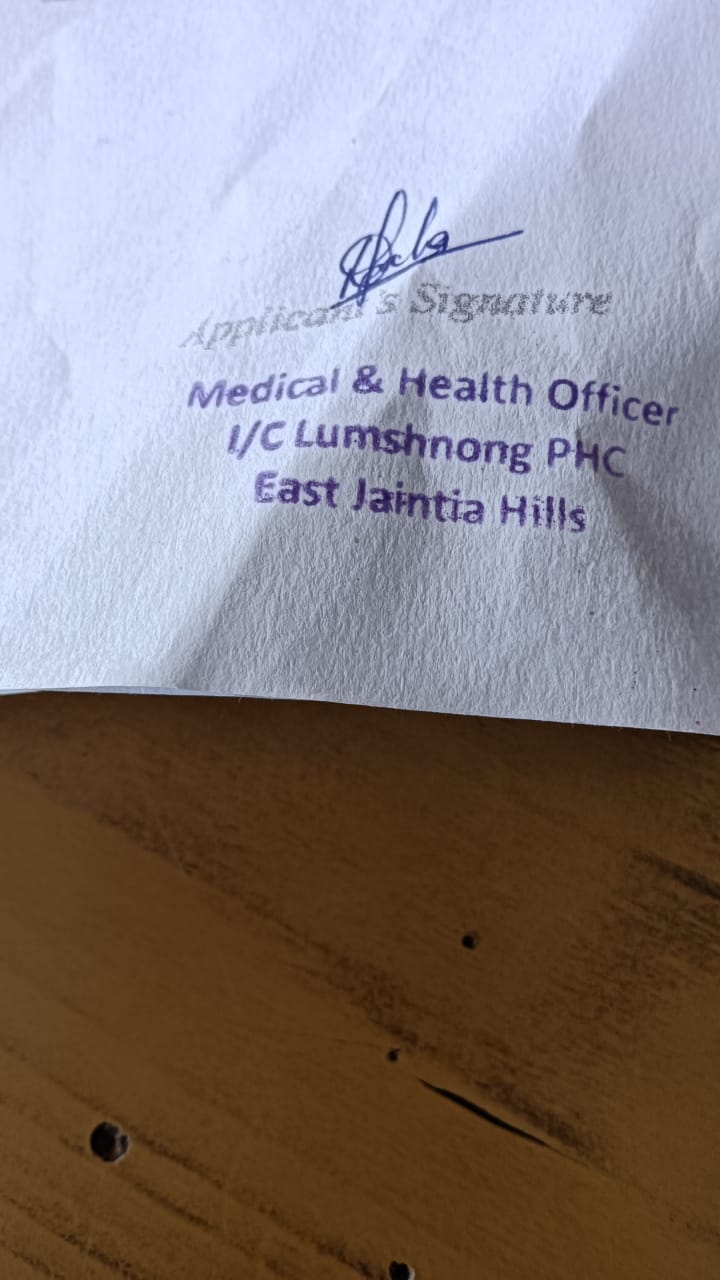 Applicant's Signature
Medical & Health Officer
I/C Lumshnong PHC
East Jaintia Hills